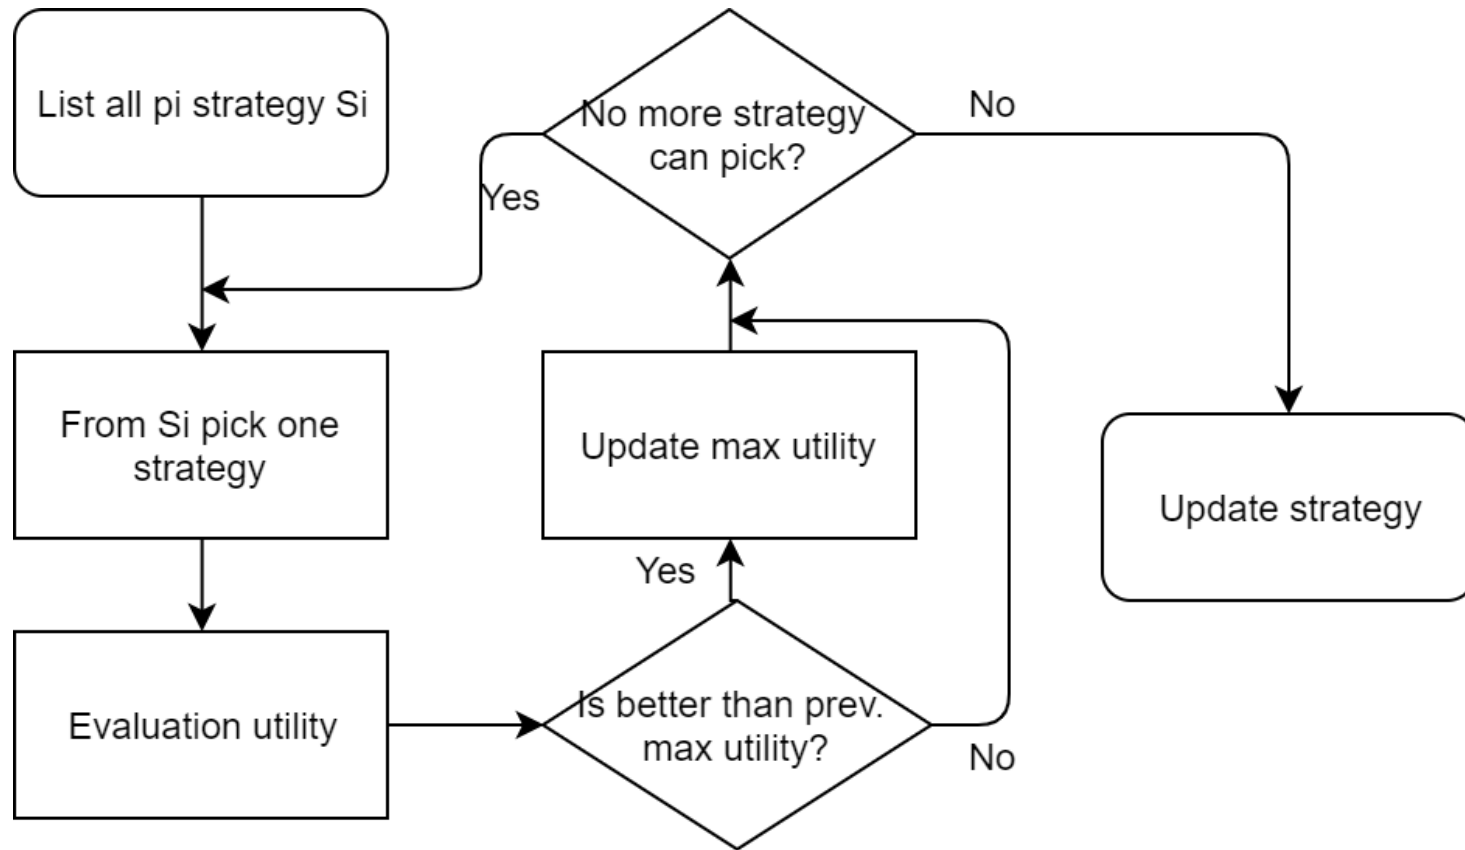 List all pi strategy Si
No more strategy
can pick?
No
Yes
From Si pick one
strategy
Update max utility
Update strategy
Yes
Evaluation utility
Is better than prev.
max utility?
No